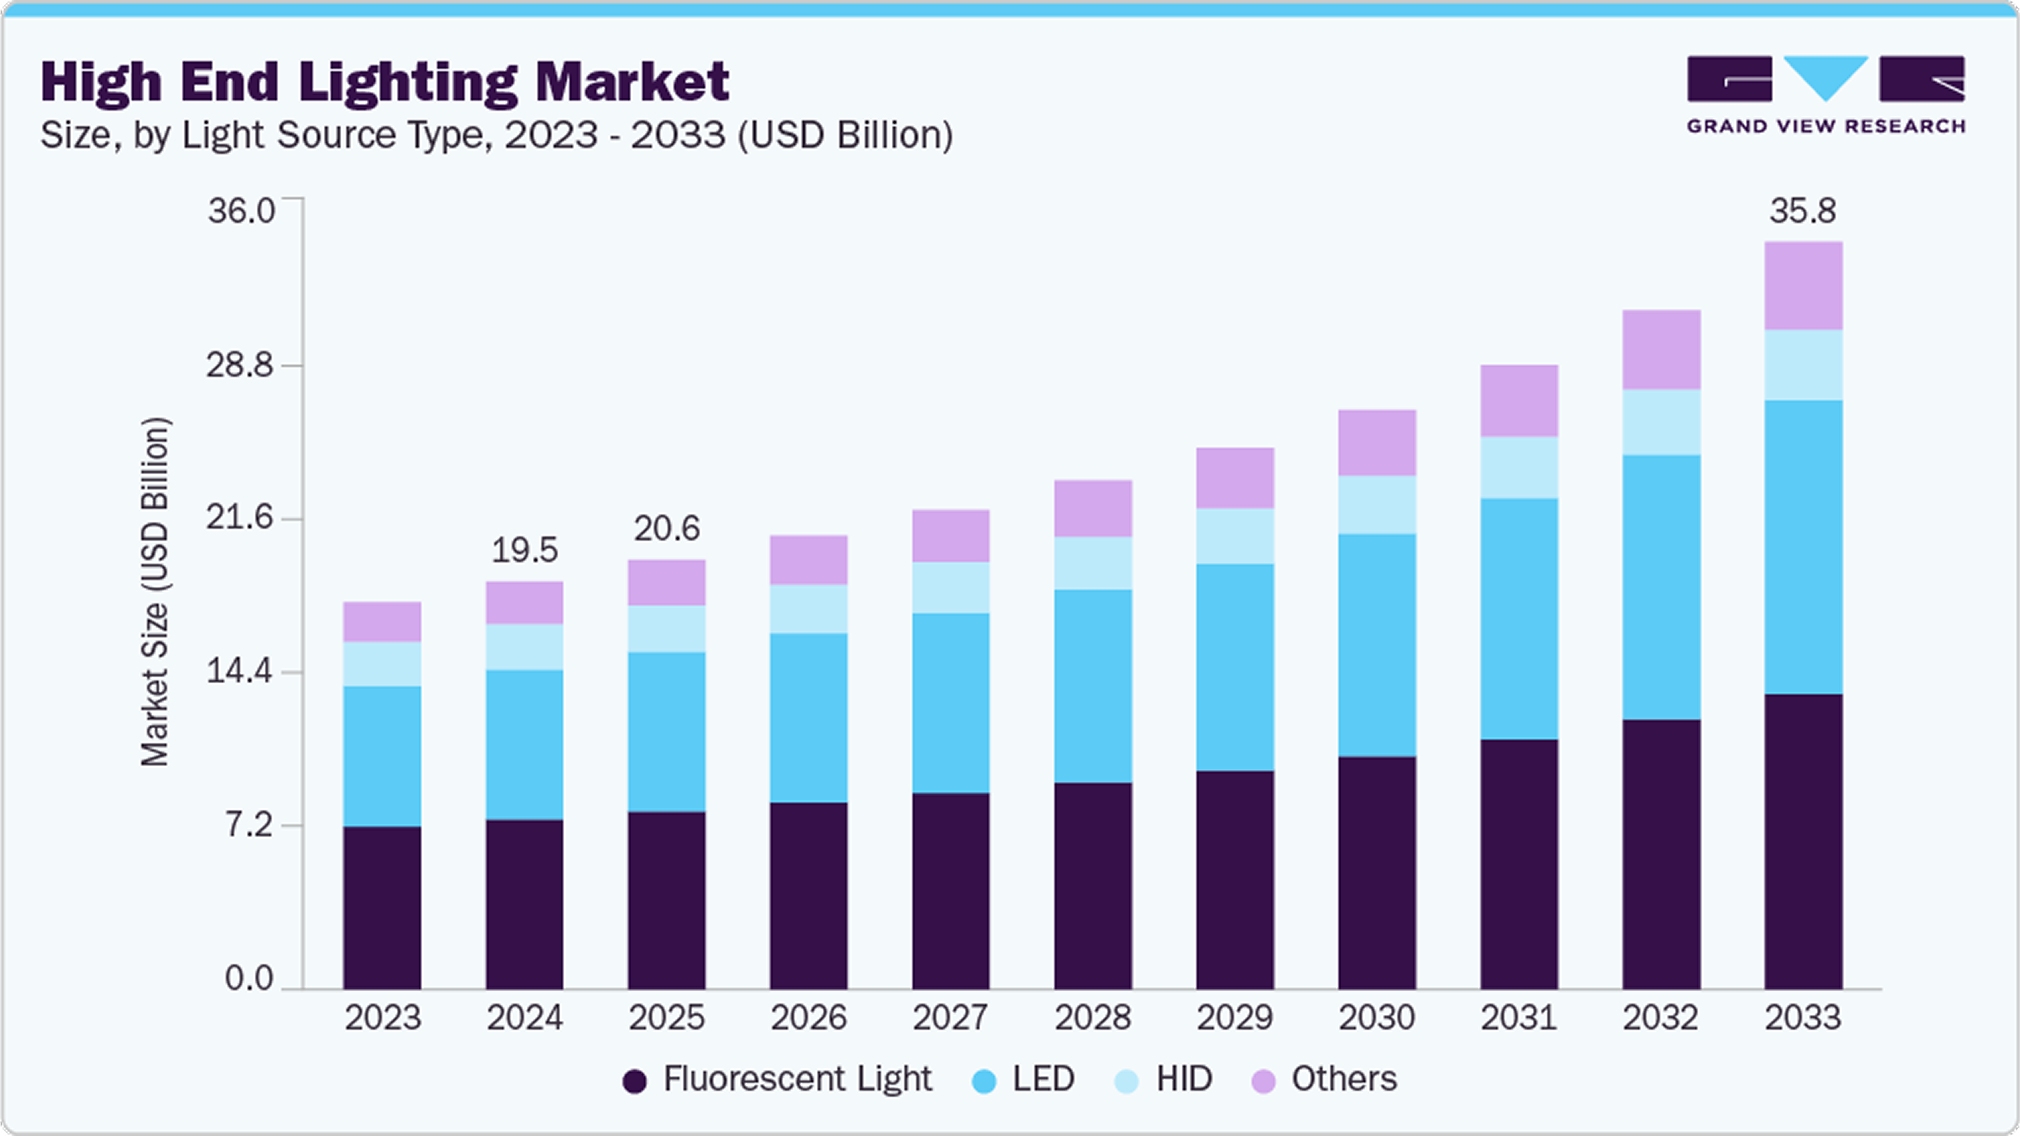 High End Lighting Market
Size, by Light Source Type, 2023 - 2033 (USD Billion)
GRAND VIEW RESEARCH
Market Size (USD Billion)
36.0
28.8
21.6
14.4
7.2
0.0
19.5
20.6
35.8
2023 2024 2025 2026 2027 2028 2029 2030 2031 2032 2033
Fluorescent Light LED HID Others